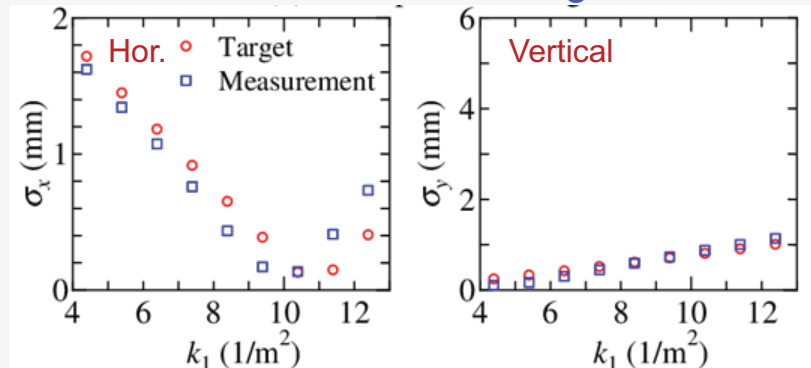 Hor.
Target
Measurement
2
1
0
σx (mm)
4 6 8 10 12
k1 (1/m2)
Vertical
6
4
2
0
σy (mm)
4 6 8 10 12
k1 (1/m2)